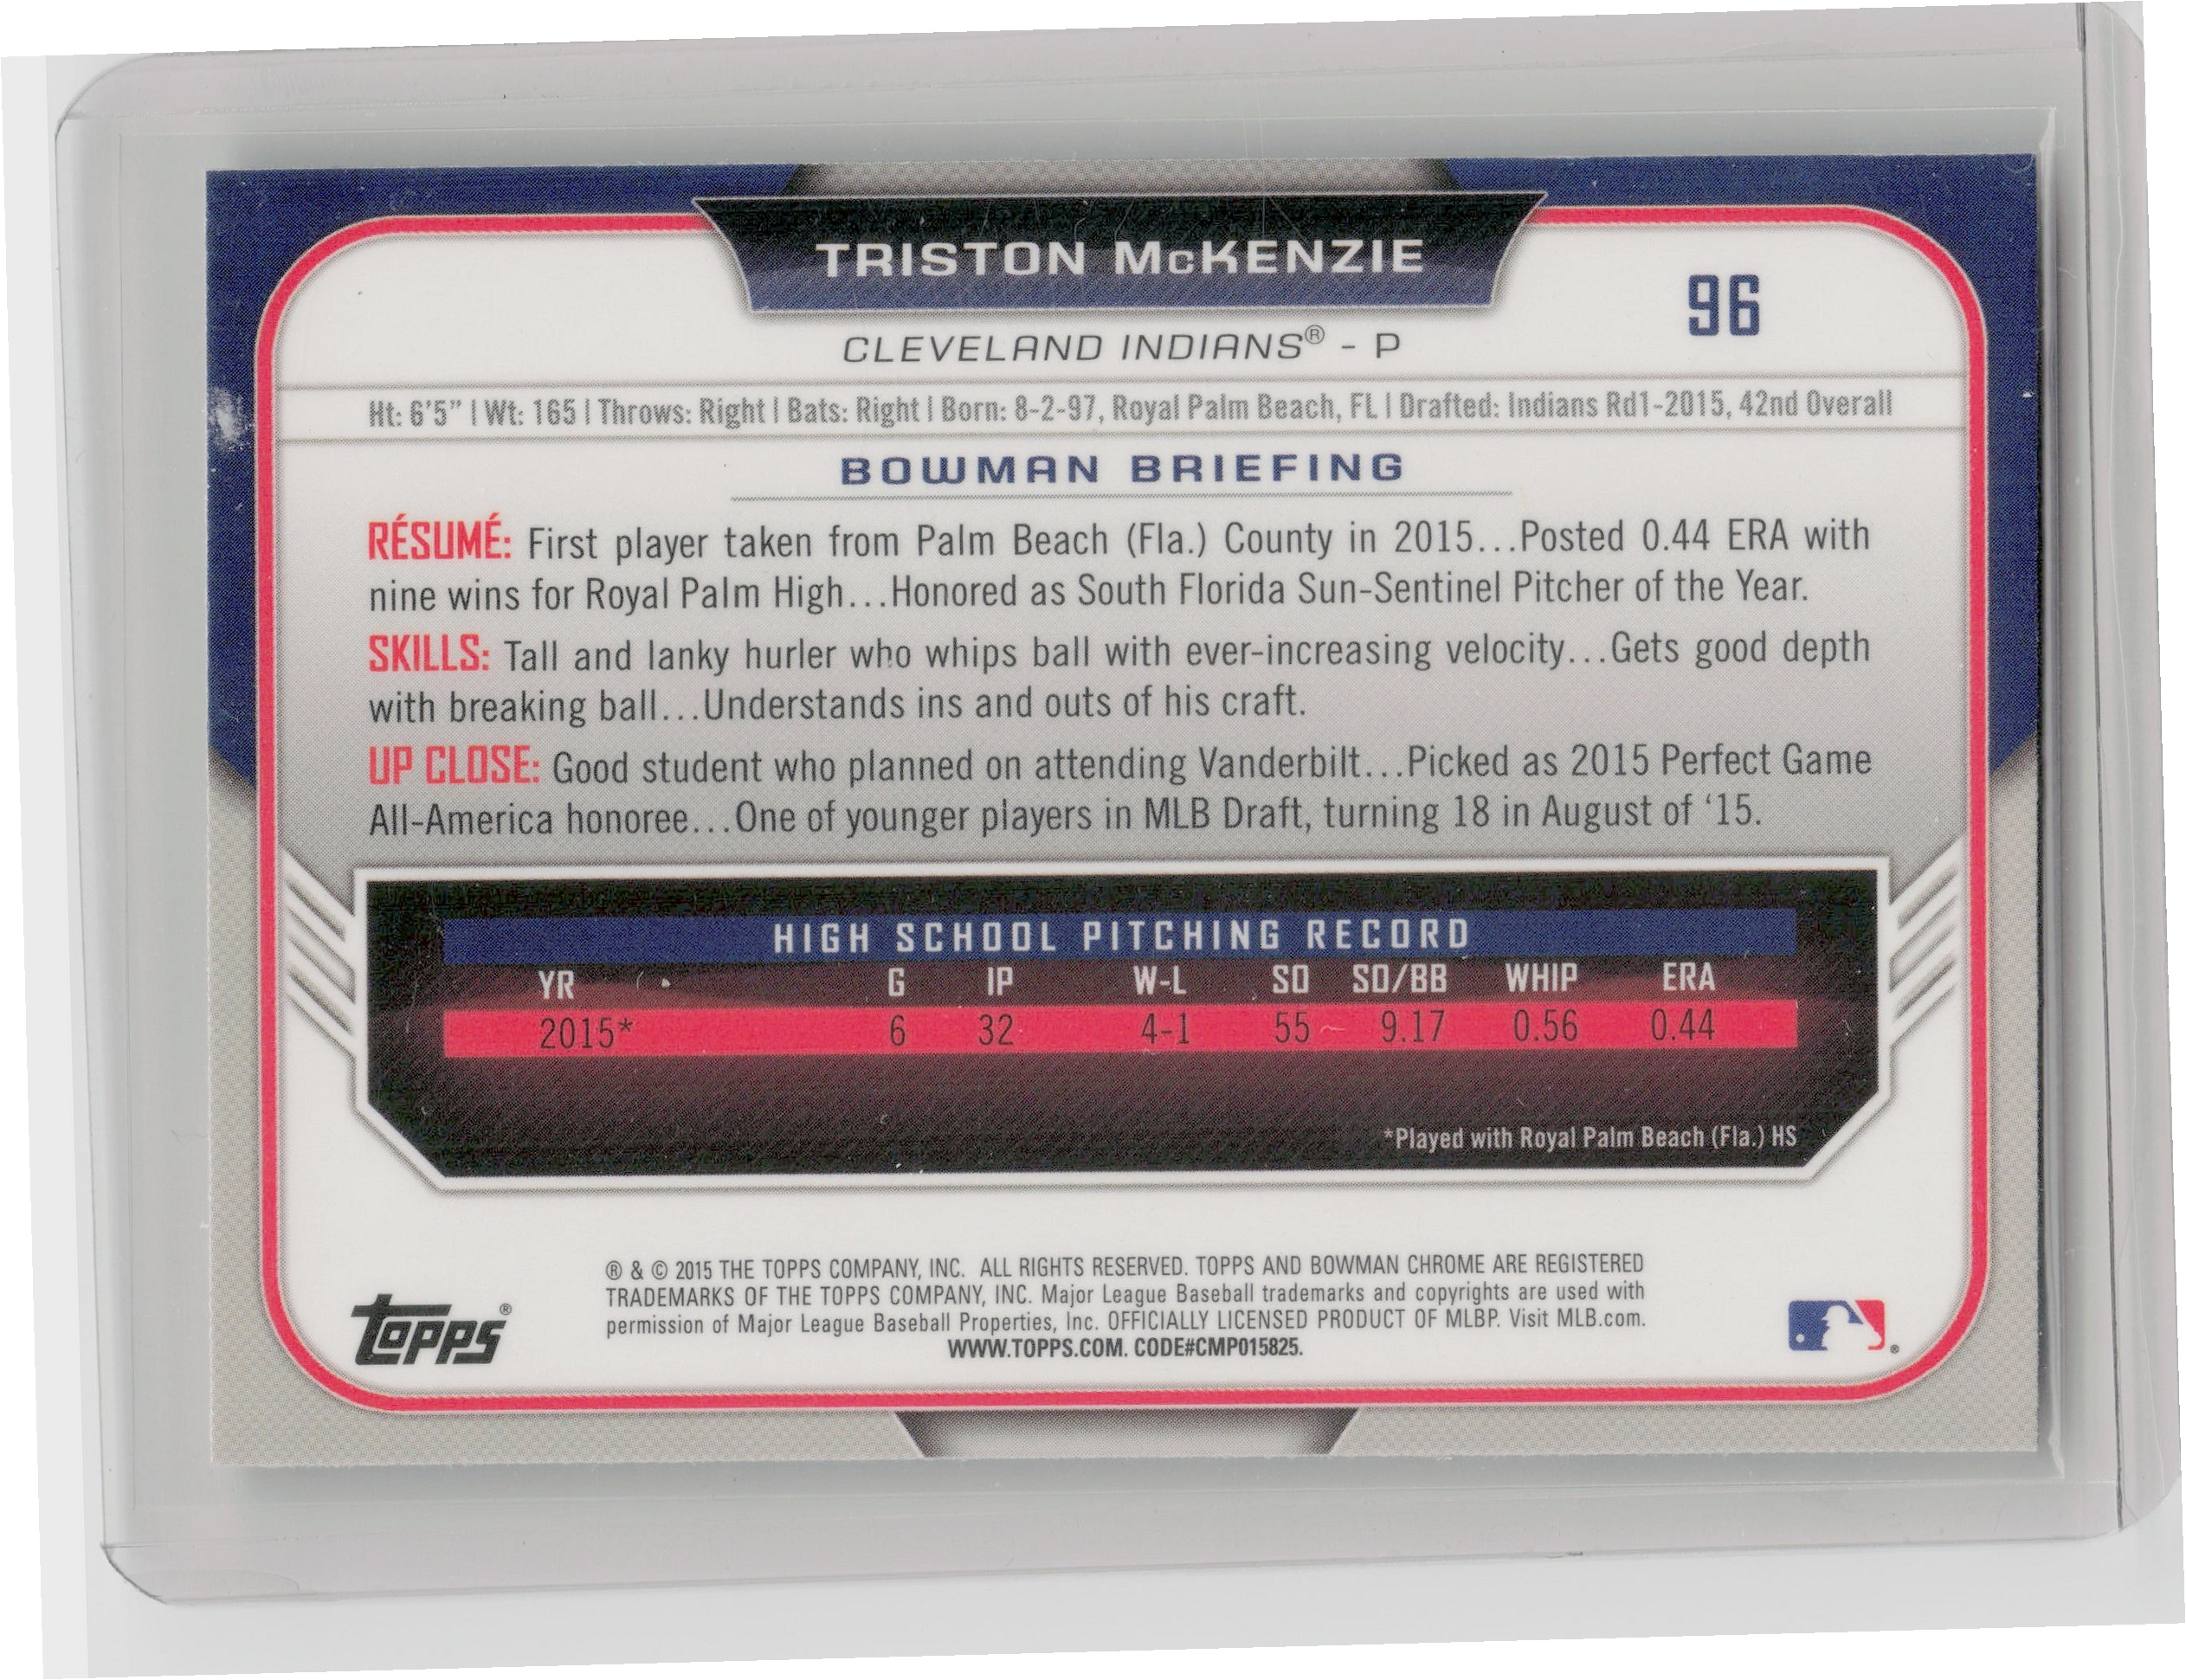 TRISTON McKENZIE
96
CLEVELAND INDIANS® - P
Ht: 6'5" | Wt: 165 | Throws: Right | Bats: Right | Born: 8-2-97, Royal Palm Beach, FL | Drafted: Indians Rd1-2015, 42nd Overall
BOWMAN BRIEFING
RÉSUMÉ: First player taken from Palm Beach (Fla.) County in 2015...Posted 0.44 ERA with
nine wins for Royal Palm High...Honored as South Florida Sun-Sentinel Pitcher of the Year.
SKILLS: Tall and lanky hurler who whips ball with ever-increasing velocity...Gets good depth
with breaking ball...Understands ins and outs of his craft.
UP CLOSE: Good student who planned on attending Vanderbilt...Picked as 2015 Perfect Game
All-America honoree...One of younger players in MLB Draft, turning 18 in August of ‘15.
HIGH SCHOOL PITCHING RECORD
YR G IP W-L SO SO/BB WHIP ERA
2015* 6 32 4-1 55 9.17 0.56 0.44
*Played with Royal Palm Beach (Fla.) HS
® & © 2015 THE TOPPS COMPANY, INC. ALL RIGHTS RESERVED. TOPPS AND BOWMAN CHROME ARE REGISTERED
TRADEMARKS OF THE TOPPS COMPANY, INC. Major League Baseball trademarks and copyrights are used with
permission of Major League Baseball Properties, Inc. OFFICIALLY LICENSED PRODUCT OF MLBP. Visit MLB.com.
WWW.TOPPS.COM. CODE#CMP015825.
Topps®